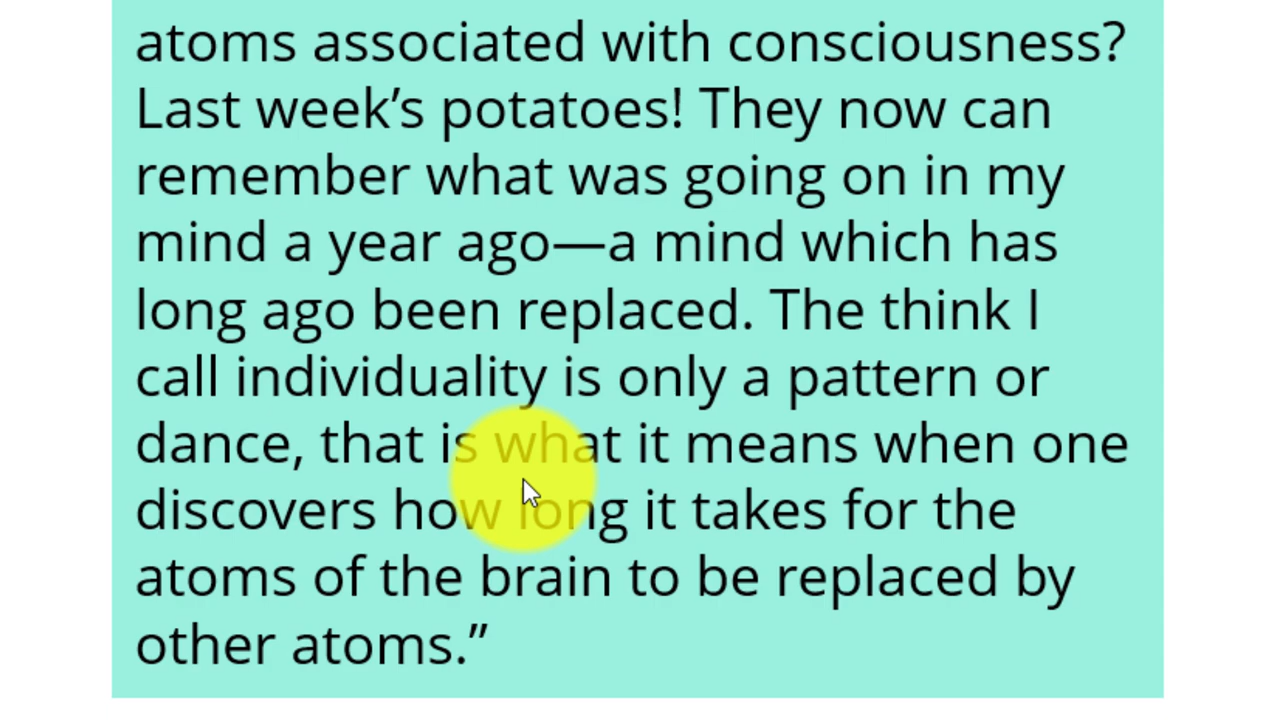 atoms associated with consciousness?
Last week’s potatoes! They now can
remember what was going on in my
mind a year ago—a mind which has
long ago been replaced. The think I
call individuality is only a pattern or
dance, that is what it means when one
discovers how long it takes for the
atoms of the brain to be replaced by
other atoms.”